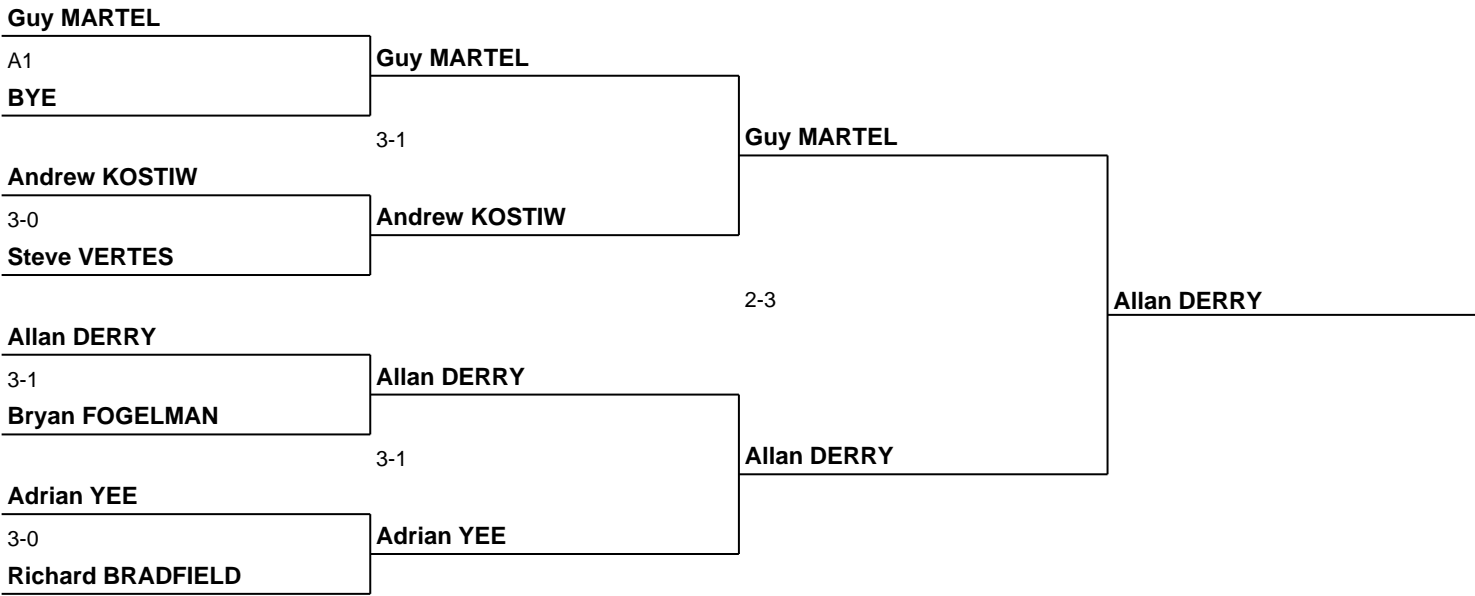 Guy MARTEL
A1
BYE
Guy MARTEL
3-1
Andrew KOSTIW
3-0
Steve VERTES
Andrew KOSTIW
Guy MARTEL
2-3
Allan DERRY
Allan DERRY
3-1
Bryan FOGELMAN
Allan DERRY
3-1
Adrian YEE
3-0
Richard BRADFIELD
Adrian YEE
Allan DERRY